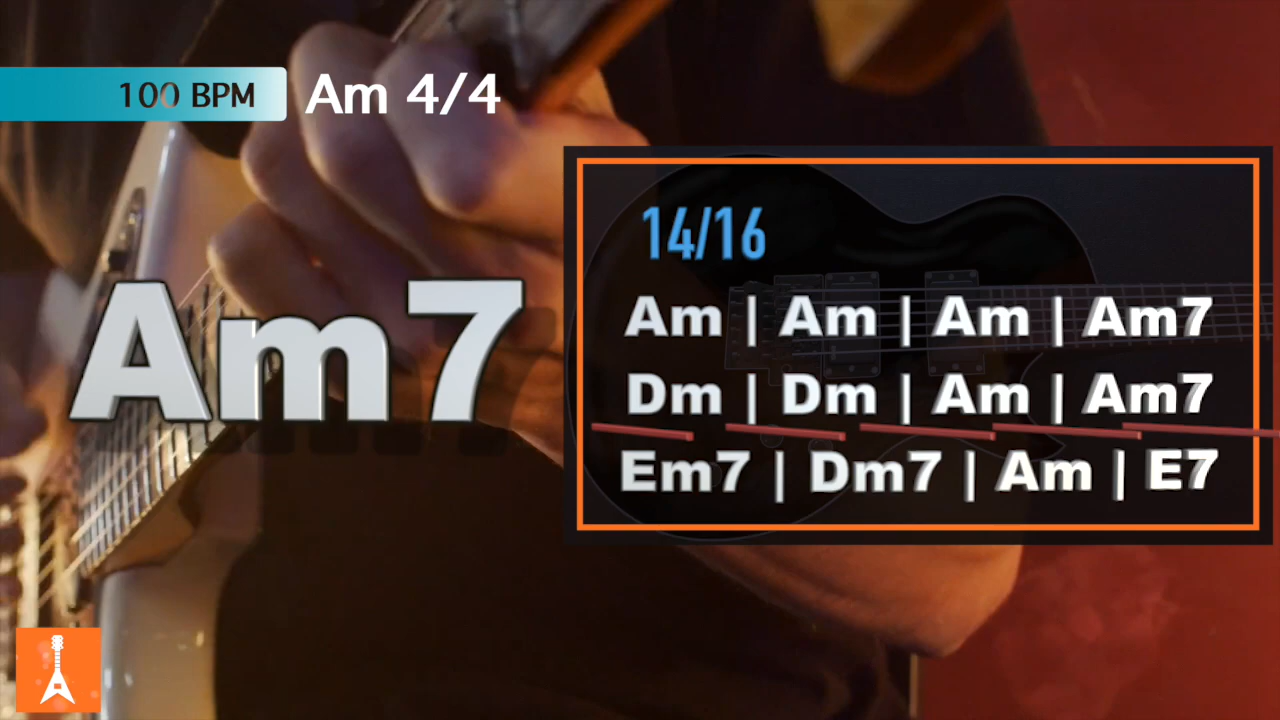 100 BPM Am 4/4
Am7
14/16
Am | Am | Am | Am7
Dm | Dm | Am | Am7
Em7 | Dm7 | Am | E7